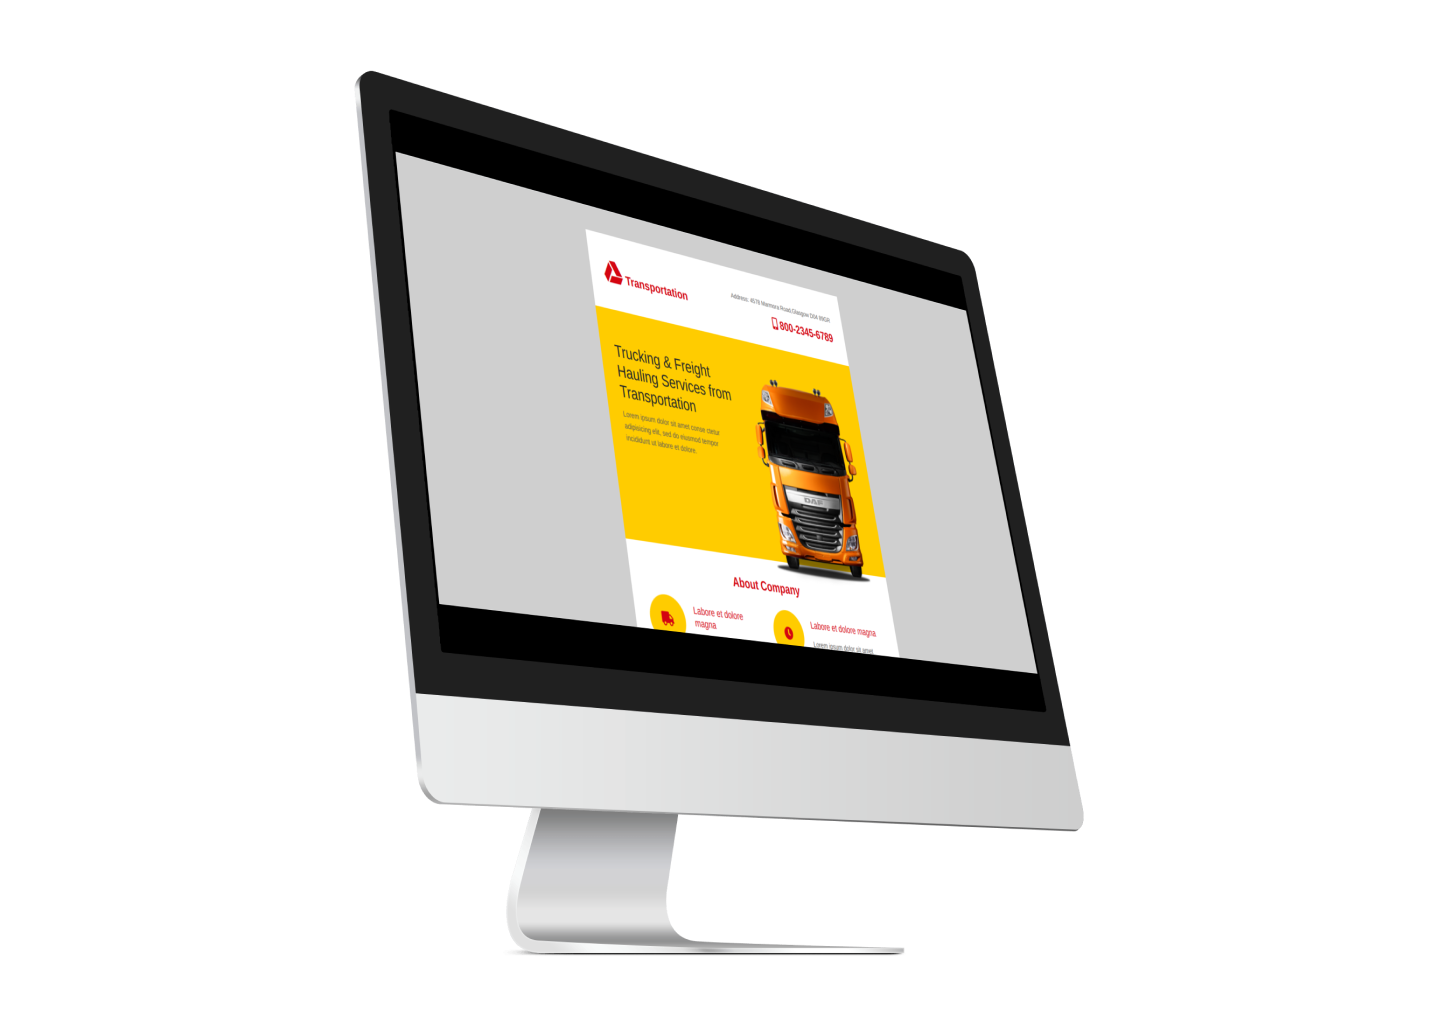 Transportation
Address: 4578 Marmora Road,Glasgow D04 89GR
800-2345-6789
Trucking & Freight
Hauling Services from
Transportation
Lorem ipsum dolor sit amet conse ctetur
adipisicing elit, sed do eiusmod tempor
incididunt ut labore et dolore.
DAF
About Company
Labore et dolore
magna
Labore et dolore magna
Lorem ipsum dolor sit amet